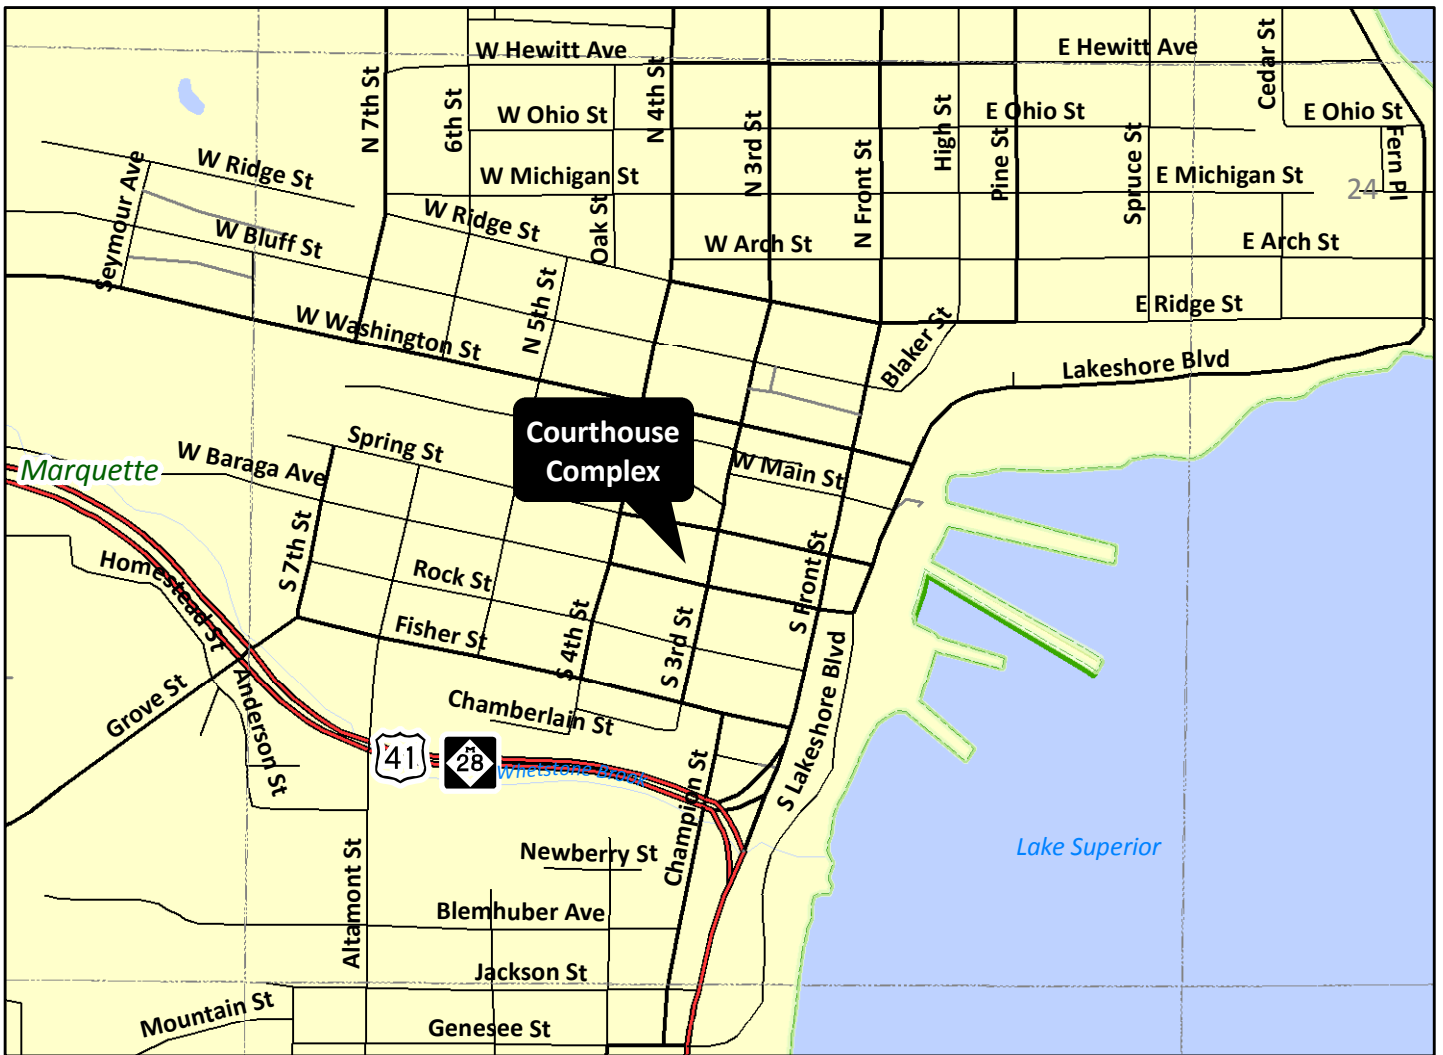 W Hewitt Ave
E Hewitt Ave
Cedar St
N 7th St
6th St
W Ohio St
N 4th St
N 3rd St
High St
E Ohio St
E Ohio St
Fern Pl
W Ridge St
Seymour Ave
W Michigan St
Oak St
N Front St
Pine St
Spruce St
E Michigan St
24
W Ridge St
W Bluff St
W Arch St
E Arch St
N 5th St
E Ridge St
W Washington St
Blaker St
Lakeshore Blvd
Courthouse
Complex
Spring St
W Baraga Ave
Marquette
W Main St
S 7th St
Homestead St
Rock St
S Front St
Fisher St
S 4th St
S 3rd St
S Lakeshore Blvd
Grove St
Anderson St
Chamberlain St
41
M
28
Whetstone Brook
Champion St
Newberry St
Lake Superior
Altamont St
Blemhuber Ave
Jackson St
Mountain St
Genesee St